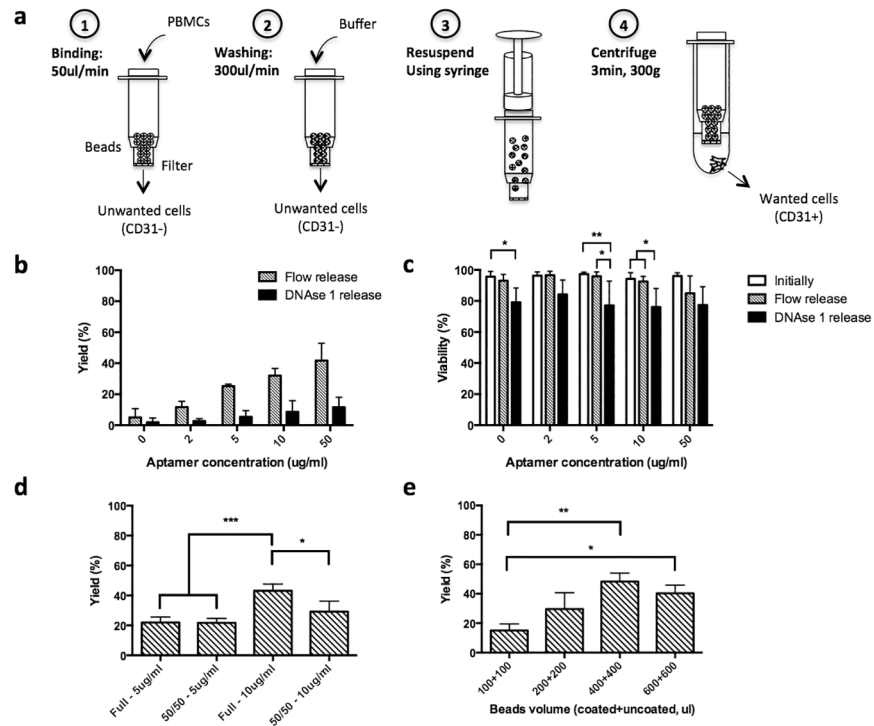 a
1
2
3
4
PBMCs
Buffer
Binding:
50ul/min
Washing:
300ul/min
Resuspend
Using syringe
Centrifuge
3min, 300g
Beads
Filter
Unwanted cells
(CD31-)
Unwanted cells
(CD31-)
Wanted cells
(CD31+)
b
Flow release
DNAse 1 release
Yield (%)
100
80
60
40
20
0
0
2
5
10
50
Aptamer concentration (ug/ml)
c
Initially
Flow release
DNAse 1 release
Viability (%)
100
80
60
40
20
0
*
**
*
*
0
2
5
10
50
Aptamer concentration (ug/ml)
d
Yield (%)
100
80
60
40
20
0
***
*
Full - 5ug/ml
50/50 - 5ug/ml
Full - 10ug/ml
50/50 - 10ug/ml
e
Yield (%)
100
80
60
40
20
0
**
*
100+100
200+200
400+400
600+600
Beads volume (coated+uncoated, ul)